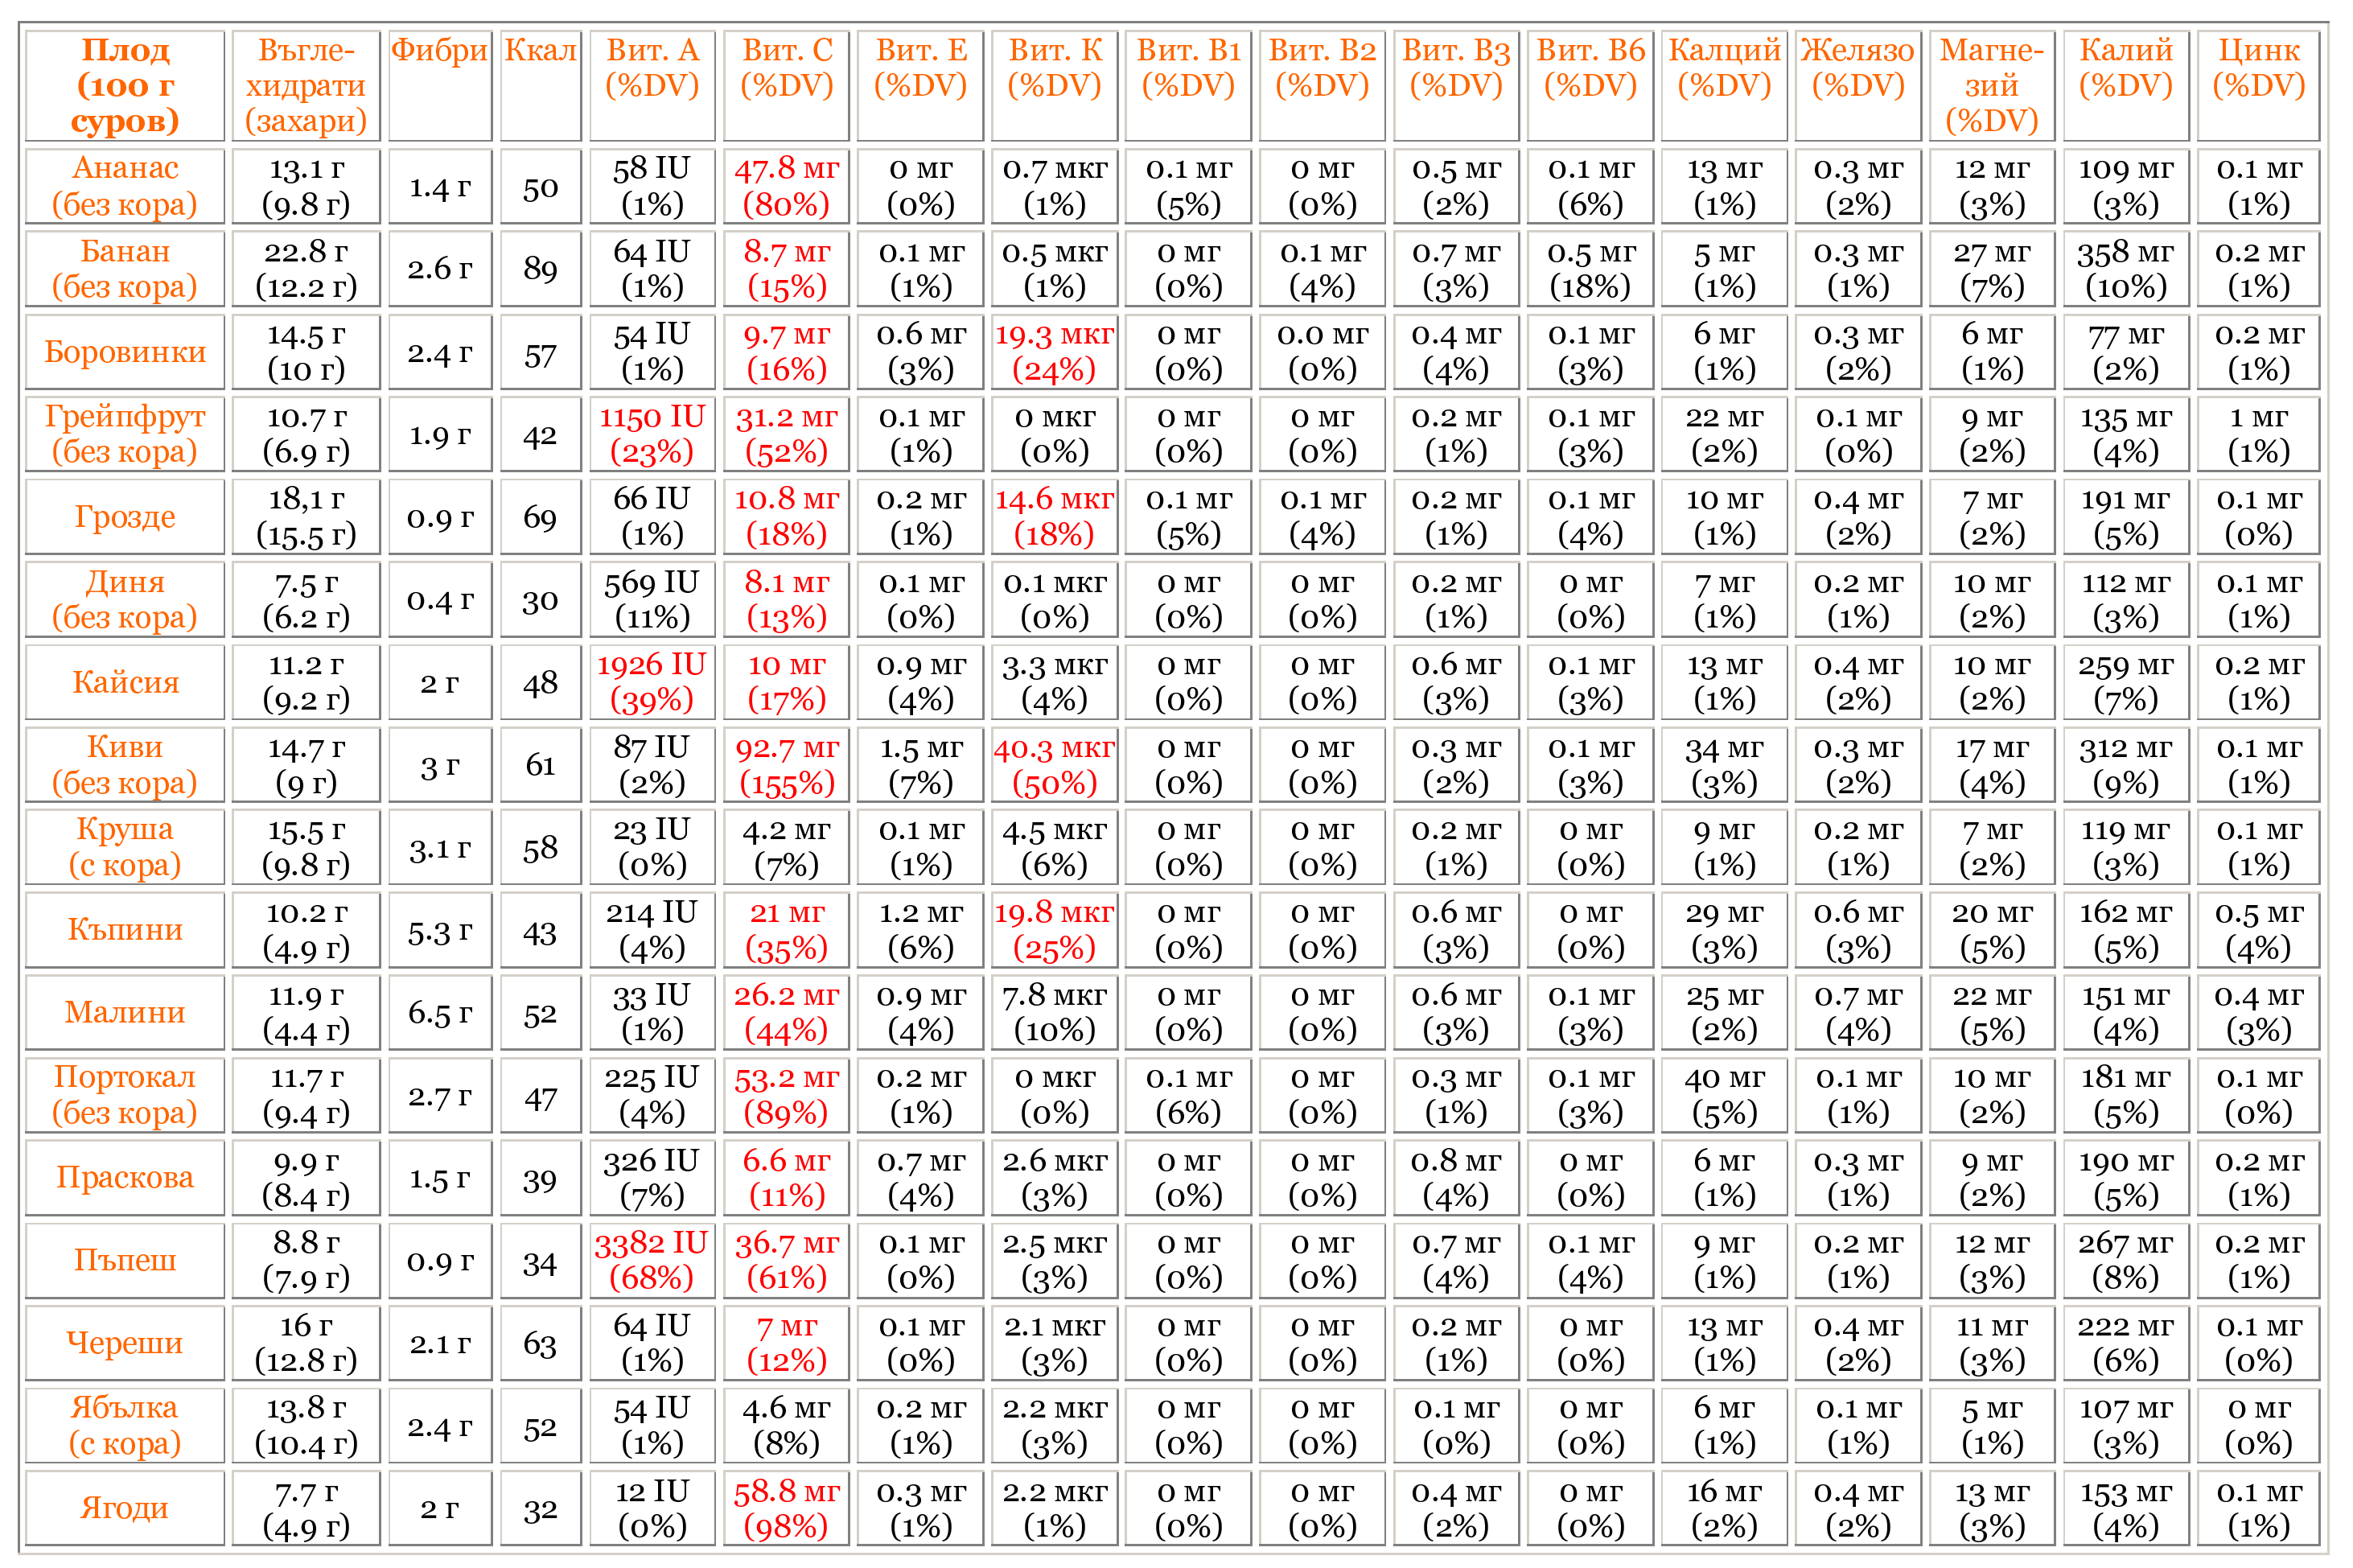 Плод (100 г суров) Въгле-хидрати (захари) Фибри Ккал Вит. А (%DV) Вит. C (%DV) Вит. Е (%DV) Вит. К (%DV) Вит. B1 (%DV) Вит. B2 (%DV) Вит. B3 (%DV) Вит. B6 (%DV) Калций (%DV) Желязо (%DV) Магне-зий (%DV) Калий (%DV) Цинк (%DV)
Ананас (без кора) 13.1 г (9.8 г) 1.4 г 50 58 IU (1%) 47.8 мг (80%) 0 мг (0%) 0.7 мкг (1%) 0.1 мг (5%) 0 мг (0%) 0.5 мг (2%) 0.1 мг (6%) 13 мг (1%) 0.3 мг (2%) 12 мг (3%) 109 мг (3%) 0.1 мг (1%)
Банан (без кора) 22.8 г (12.2 г) 2.6 г 89 64 IU (1%) 8.7 мг (15%) 0.1 мг (1%) 0.5 мкг (1%) 0 мг (0%) 0.1 мг (4%) 0.7 мг (3%) 0.5 мг (18%) 5 мг (1%) 0.3 мг (1%) 27 мг (7%) 358 мг (10%) 0.2 мг (1%)
Боровинки 14.5 г (10 г) 2.4 г 57 54 IU (1%) 9.7 мг (16%) 0.6 мг (3%) 19.3 мкг (24%) 0 мг (0%) 0.0 мг (0%) 0.4 мг (4%) 0.1 мг (3%) 6 мг (1%) 0.3 мг (2%) 6 мг (1%) 77 мг (2%) 0.2 мг (1%)
Грейпфрут (без кора) 10.7 г (6.9 г) 1.9 г 42 1150 IU (23%) 31.2 мг (52%) 0.1 мг (1%) 0 мкг (0%) 0 мг (0%) 0 мг (0%) 0.2 мг (1%) 0.1 мг (3%) 22 мг (2%) 0.1 мг (0%) 9 мг (2%) 135 мг (4%) 1 мг (1%)
Грозде 18,1 г (15.5 г) 0.9 г 69 66 IU (1%) 10.8 мг (18%) 0.2 мг (1%) 14.6 мкг (18%) 0.1 мг (5%) 0.1 мг (4%) 0.2 мг (1%) 0.1 мг (4%) 10 мг (1%) 0.4 мг (2%) 7 мг (2%) 191 мг (5%) 0.1 мг (0%)
Диня (без кора) 7.5 г (6.2 г) 0.4 г 30 569 IU (11%) 8.1 мг (13%) 0.1 мг (0%) 0.1 мкг (0%) 0 мг (0%) 0 мг (0%) 0.2 мг (1%) 0 мг (0%) 7 мг (1%) 0.2 мг (1%) 10 мг (2%) 112 мг (3%) 0.1 мг (1%)
Кайсия 11.2 г (9.2 г) 2 г 48 1926 IU (39%) 10 мг (17%) 0.9 мг (4%) 3.3 мкг (4%) 0 мг (0%) 0 мг (0%) 0.6 мг (3%) 0.1 мг (3%) 13 мг (1%) 0.4 мг (2%) 10 мг (2%) 259 мг (7%) 0.2 мг (1%)
Киви (без кора) 14.7 г (9 г) 3 г 61 87 IU (2%) 92.7 мг (155%) 1.5 мг (7%) 40.3 мкг (50%) 0 мг (0%) 0 мг (0%) 0.3 мг (2%) 0.1 мг (3%) 34 мг (3%) 0.3 мг (2%) 17 мг (4%) 312 мг (9%) 0.1 мг (1%)
Круша (с кора) 15.5 г (9.8 г) 3.1 г 58 23 IU (0%) 4.2 мг (7%) 0.1 мг (1%) 4.5 мкг (6%) 0 мг (0%) 0 мг (0%) 0.2 мг (1%) 0 мг (0%) 9 мг (1%) 0.2 мг (1%) 7 мг (2%) 119 мг (3%) 0.1 мг (1%)
Къпини 10.2 г (4.9 г) 5.3 г 43 214 IU (4%) 21 мг (35%) 1.2 мг (6%) 19.8 мкг (25%) 0 мг (0%) 0 мг (0%) 0.6 мг (3%) 0 мг (0%) 29 мг (3%) 0.6 мг (3%) 20 мг (5%) 162 мг (5%) 0.5 мг (4%)
Малини 11.9 г (4.4 г) 6.5 г 52 33 IU (1%) 26.2 мг (44%) 0.9 мг (4%) 7.8 мкг (10%) 0 мг (0%) 0 мг (0%) 0.6 мг (3%) 0.1 мг (3%) 25 мг (2%) 0.7 мг (4%) 22 мг (5%) 151 мг (4%) 0.4 мг (3%)
Портокал (без кора) 11.7 г (9.4 г) 2.7 г 47 225 IU (4%) 53.2 мг (89%) 0.2 мг (1%) 0 мкг (0%) 0.1 мг (6%) 0 мг (0%) 0.3 мг (1%) 0.1 мг (3%) 40 мг (5%) 0.1 мг (1%) 10 мг (2%) 181 мг (5%) 0.1 мг (0%)
Праскова 9.9 г (8.4 г) 1.5 г 39 326 IU (7%) 6.6 мг (11%) 0.7 мг (4%) 2.6 мкг (3%) 0 мг (0%) 0 мг (0%) 0.8 мг (4%) 0 мг (0%) 6 мг (1%) 0.3 мг (1%) 9 мг (2%) 190 мг (5%) 0.2 мг (1%)
Пъпеш 8.8 г (7.9 г) 0.9 г 34 3382 IU (68%) 36.7 мг (61%) 0.1 мг (0%) 2.5 мкг (3%) 0 мг (0%) 0 мг (0%) 0.7 мг (4%) 0.1 мг (4%) 9 мг (1%) 0.2 мг (1%) 12 мг (3%) 267 мг (8%) 0.2 мг (1%)
Череши 16 г (12.8 г) 2.1 г 63 64 IU (1%) 7 мг (12%) 0.1 мг (0%) 2.1 мкг (3%) 0 мг (0%) 0 мг (0%) 0.2 мг (1%) 0 мг (0%) 13 мг (1%) 0.4 мг (2%) 11 мг (3%) 222 мг (6%) 0.1 мг (0%)
Ябълка (с кора) 13.8 г (10.4 г) 2.4 г 52 54 IU (1%) 4.6 мг (8%) 0.2 мг (1%) 2.2 мкг (3%) 0 мг (0%) 0 мг (0%) 0.1 мг (0%) 0 мг (0%) 6 мг (1%) 0.1 мг (1%) 5 мг (1%) 107 мг (3%) 0 мг (0%)
Ягоди 7.7 г (4.9 г) 2 г 32 12 IU (0%) 58.8 мг (98%) 0.3 мг (1%) 2.2 мкг (1%) 0 мг (0%) 0 мг (0%) 0.4 мг (2%) 0 мг (0%) 16 мг (2%) 0.4 мг (2%) 13 мг (3%) 153 мг (4%) 0.1 мг (1%)